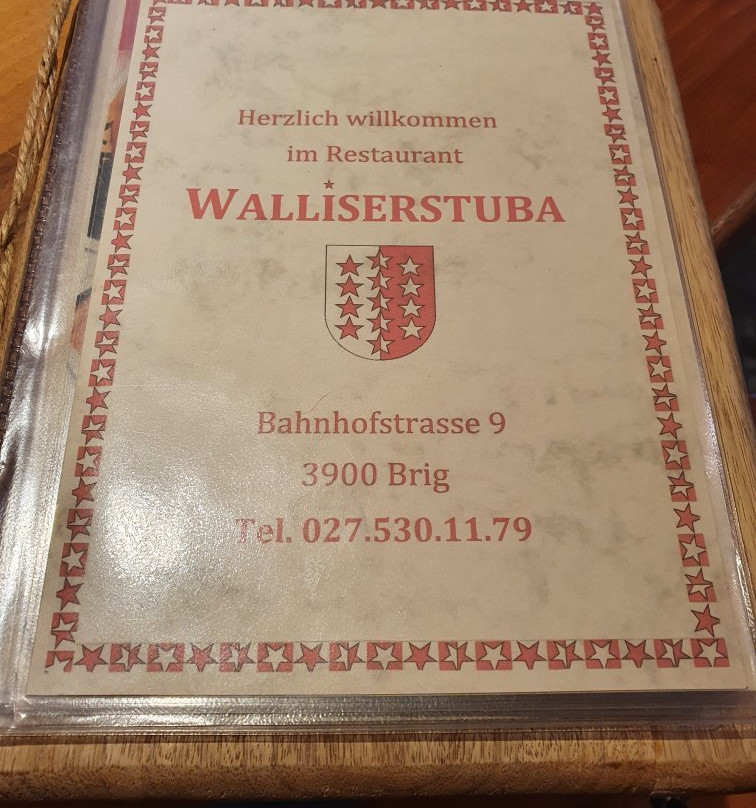 Herzlich willkommen
im Restaurant
WALLISERSTUBA
Bahnhofstrasse 9
3900 Brig
Tel. 027.530.11.79